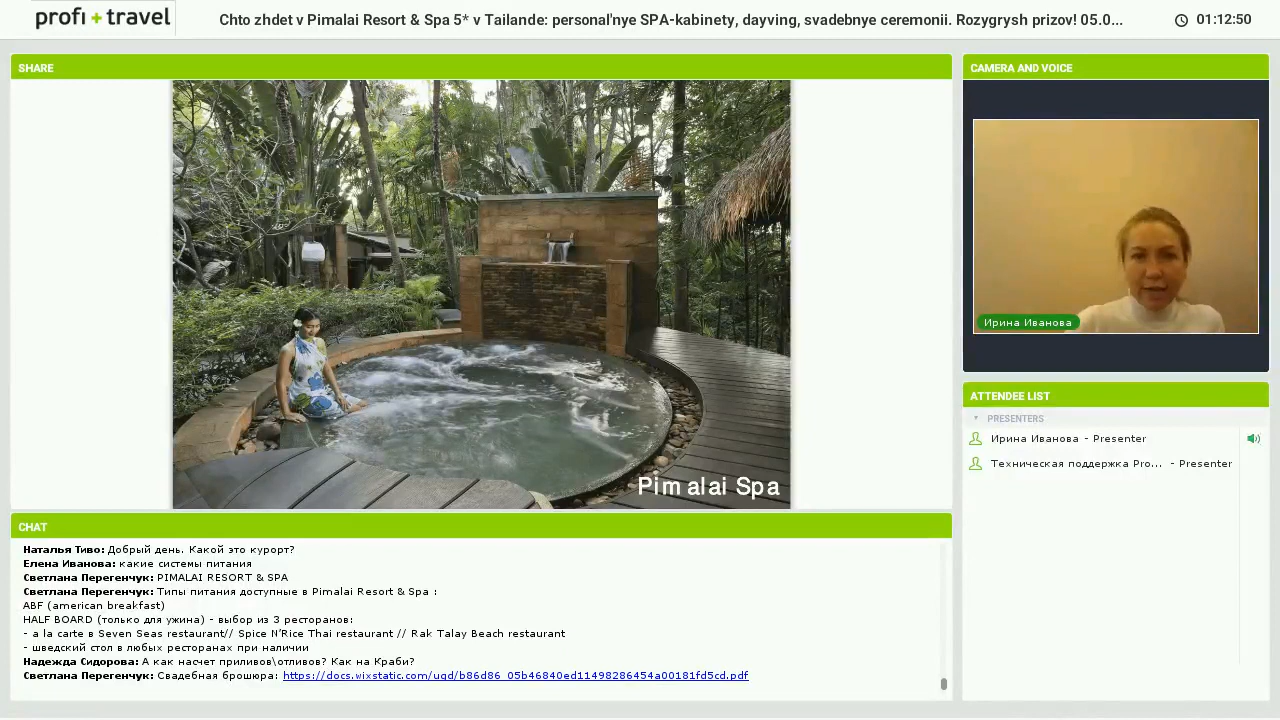 profi + travel
Chto zhdet v Pimalai Resort & Spa 5* v Tailande: personal'nye SPA-kabinety, dayving, svadebnye ceremonii. Rozygrysh prizov! 05.0...
01:12:50
SHARE
CAMERA AND VOICE
Ирина Иванова
Pimalai Spa
ATTENDEE LIST
PRESENTERS
Ирина Иванова - Presenter
Техническая поддержка Pro... - Presenter
CHAT
Наталья Тиво: Добрый день. Какой это курорт?
Елена Иванова: какие системы питания
Светлана Перегенчук: PIMALAI RESORT & SPA
Светлана Перегенчук: Типы питания доступные в Pimalai Resort & Spa :
ABF (american breakfast)
HALF BOARD (только для ужина) - выбор из 3 ресторанов:
- a la carte в Seven Seas restaurant// Spice N'Rice Thai restaurant // Rak Talay Beach restaurant
- шведский стол в любых ресторанах при наличии
Надежда Сидорова: А как насчет приливов\отливов? Как на Краби?
Светлана Перегенчук: Свадебная брошюра: https://docs.wixstatic.com/ugd/b86d86_05b46840ed11498286454a00181fd5cd.pdf